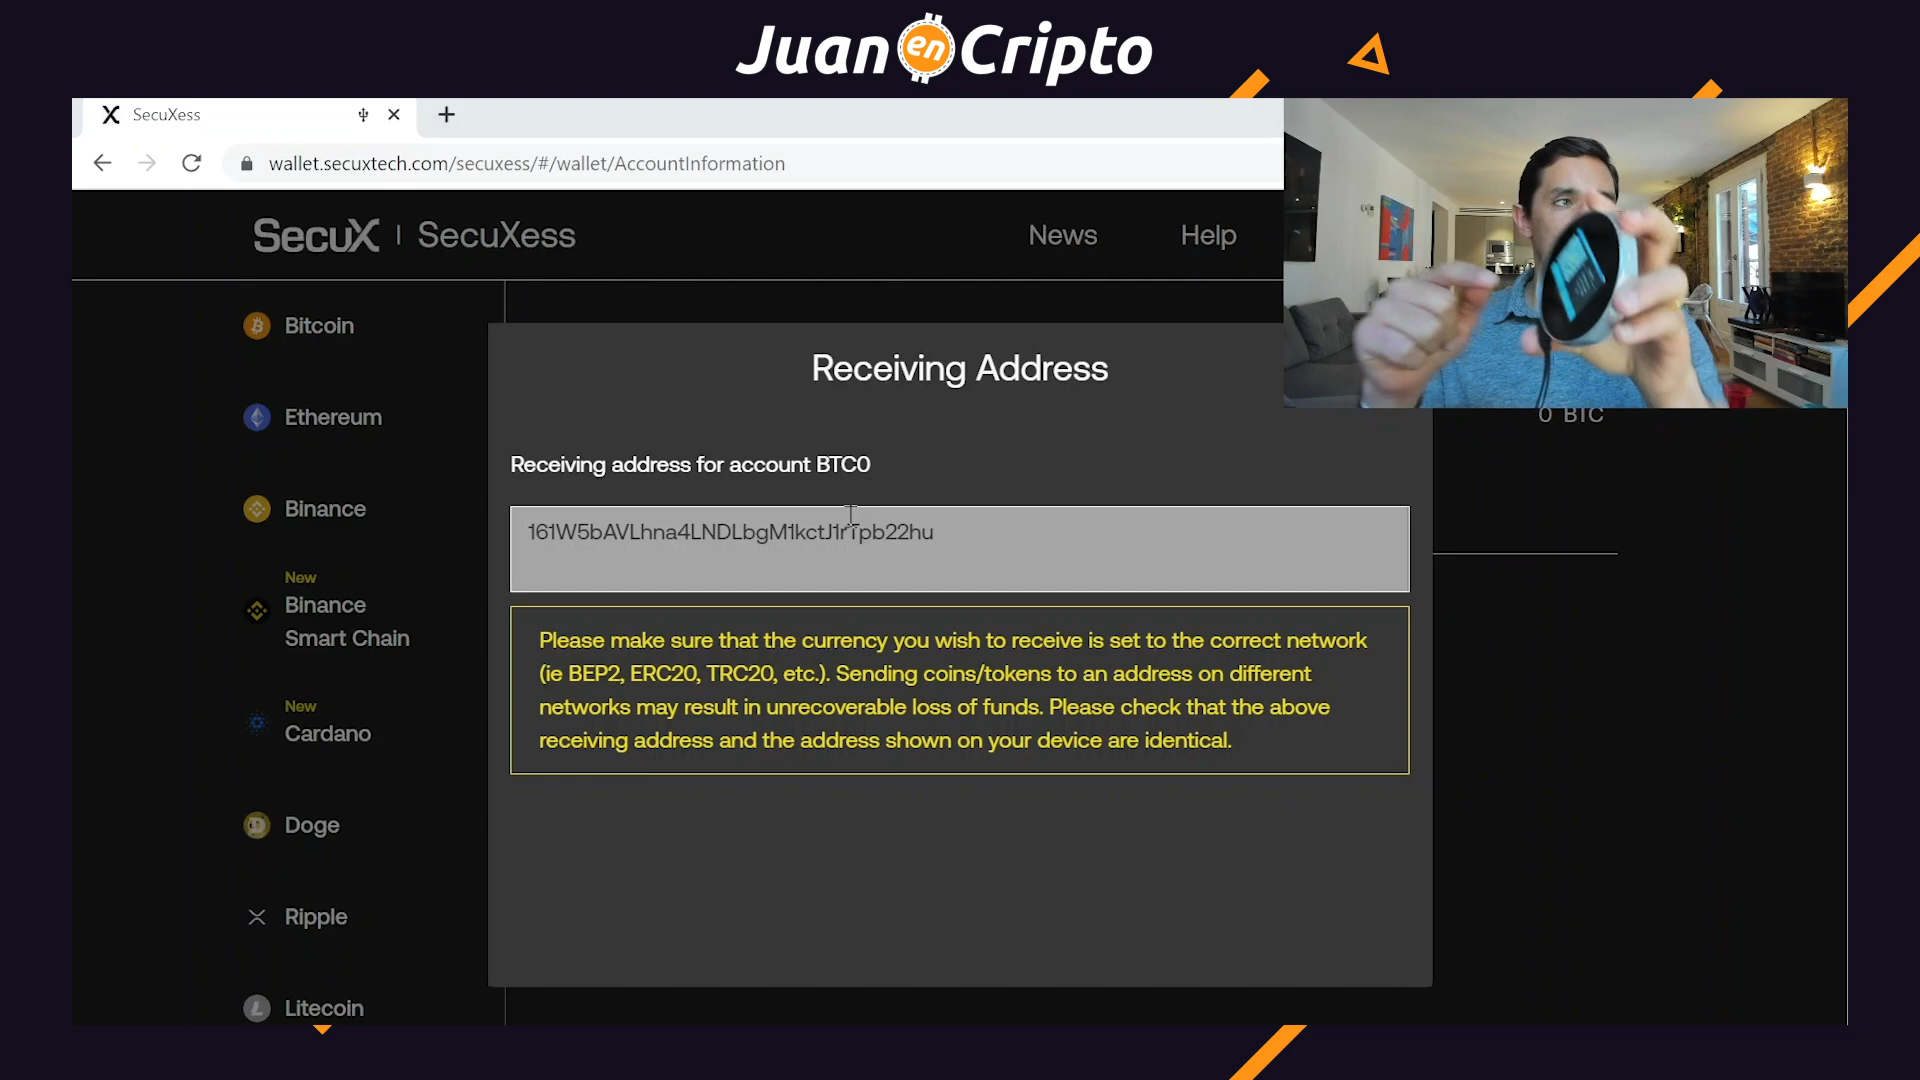 Juan en Cripto
SecuXess
wallet.secuxtech.com/secuxess/#/wallet/AccountInformation
SecuX | SecuXess
News
Help
Bitcoin
Ethereum
Binance
New
Binance
Smart Chain
New
Cardano
Doge
Ripple
Litecoin
Receiving Address
0 BTC
Receiving address for account BTC0
161W5bAVLhna4LNDLbgM1kctJ1rTpb22hu
Please make sure that the currency you wish to receive is set to the correct network
(ie BEP2, ERC20, TRC20, etc.). Sending coins/tokens to an address on different
networks may result in unrecoverable loss of funds. Please check that the above
receiving address and the address shown on your device are identical.